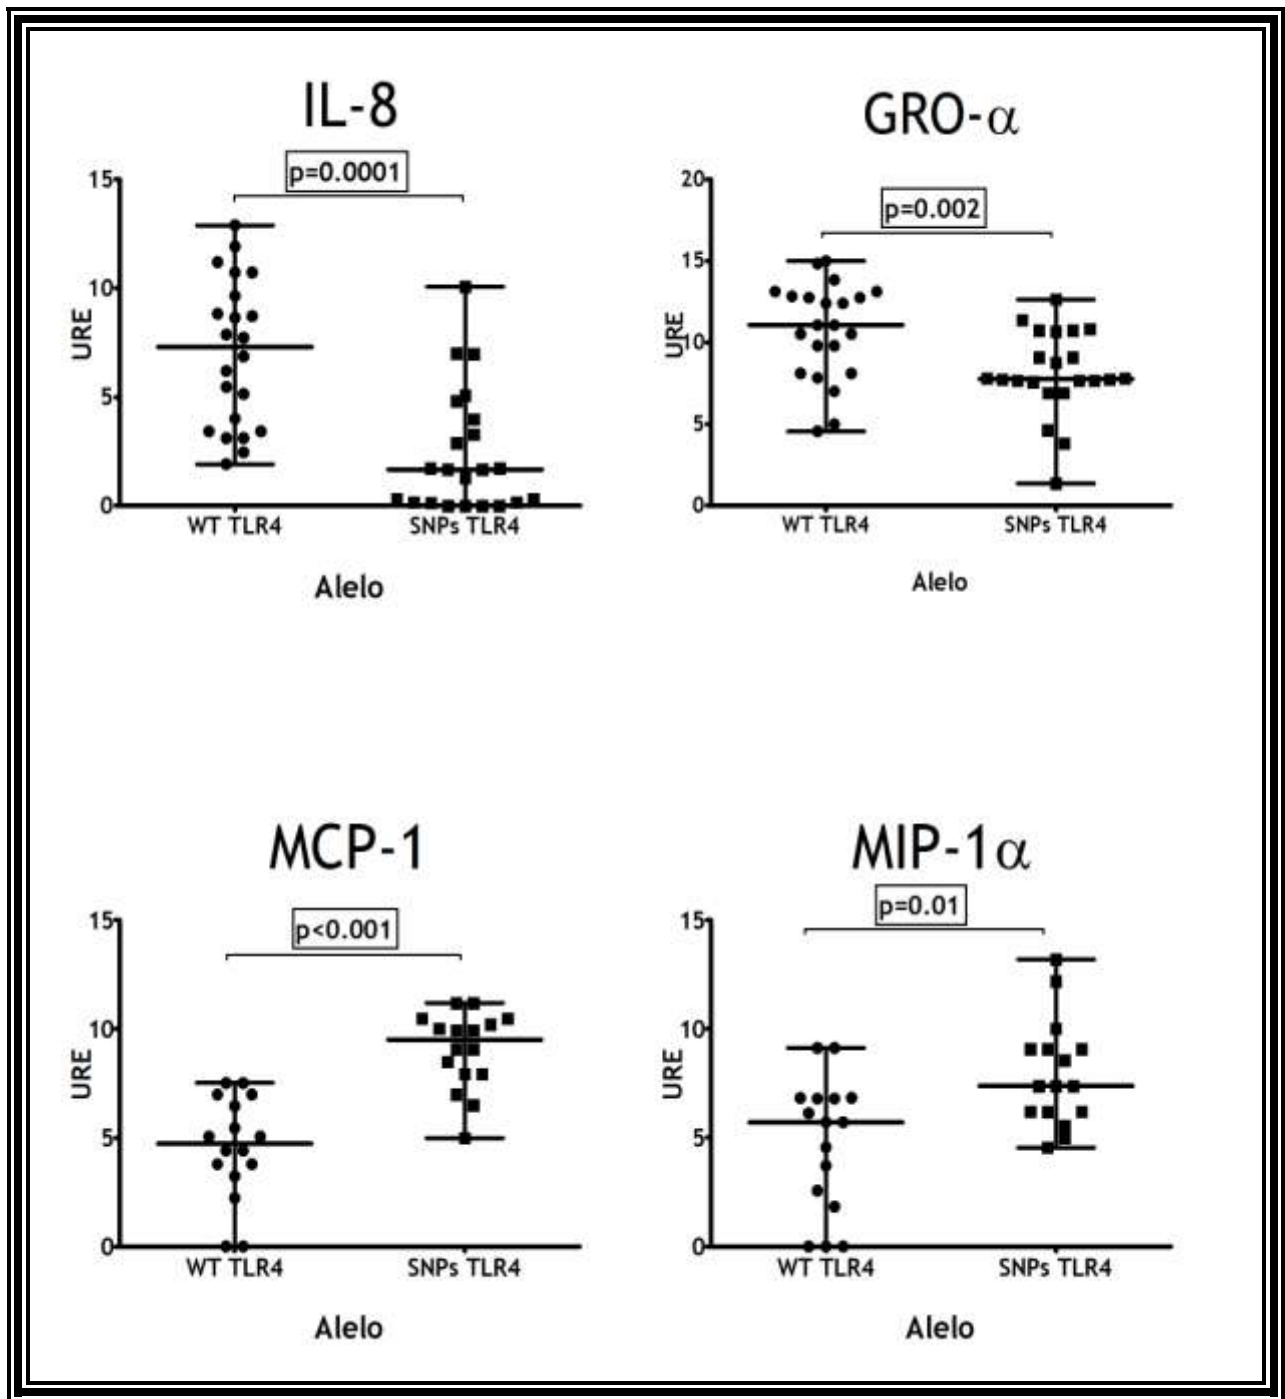 IL-8
p=0.0001
15
10
5
0
URE
WT TLR4 SNPs TLR4
Alelo
GRO-α
p=0.002
20
15
10
5
0
URE
WT TLR4 SNPs TLR4
Alelo
MCP-1
p<0.001
15
10
5
0
URE
WT TLR4 SNPs TLR4
Alelo
MIP-1α
p=0.01
15
10
5
0
URE
WT TLR4 SNPs TLR4
Alelo